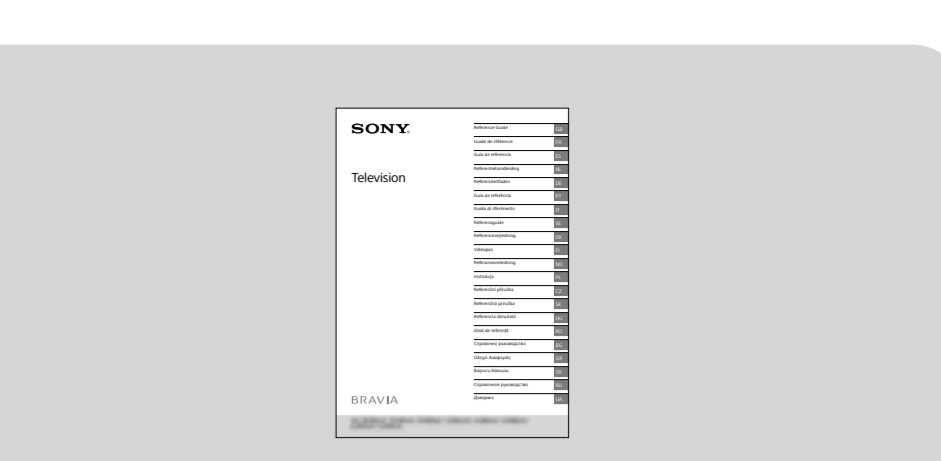 SONY®
Television
Reference Guide GB
Guide de référence FR
Guía de referencia ES
Referentiehandleiding NL
Referenzleitfaden DE
Guia de referência PT
Guida di riferimento IT
Referensguide SE
Referencevejledning DK
Viiteopas FI
Referanseveiledning NO
Instrukcja PL
Referenční příručka CZ
Referenčná príručka SK
Referencia útmutató HU
Ghid de referință RO
Справочно ръководство BG
Οδηγό Αναφοράς GR
Başvuru Kılavuzu TR
Справочное руководство RU
Довідник UA
BRAVIA